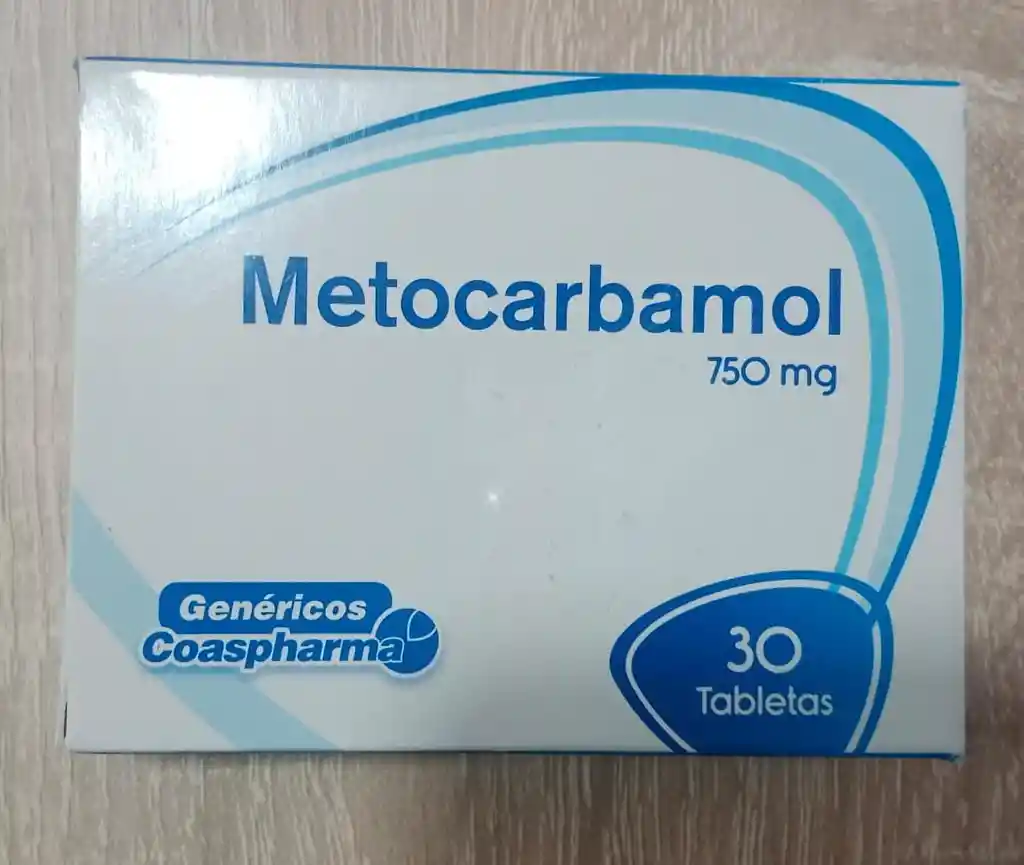 Metocarbamol
750 mg
Genéricos
Coaspharma
30
Tabletas